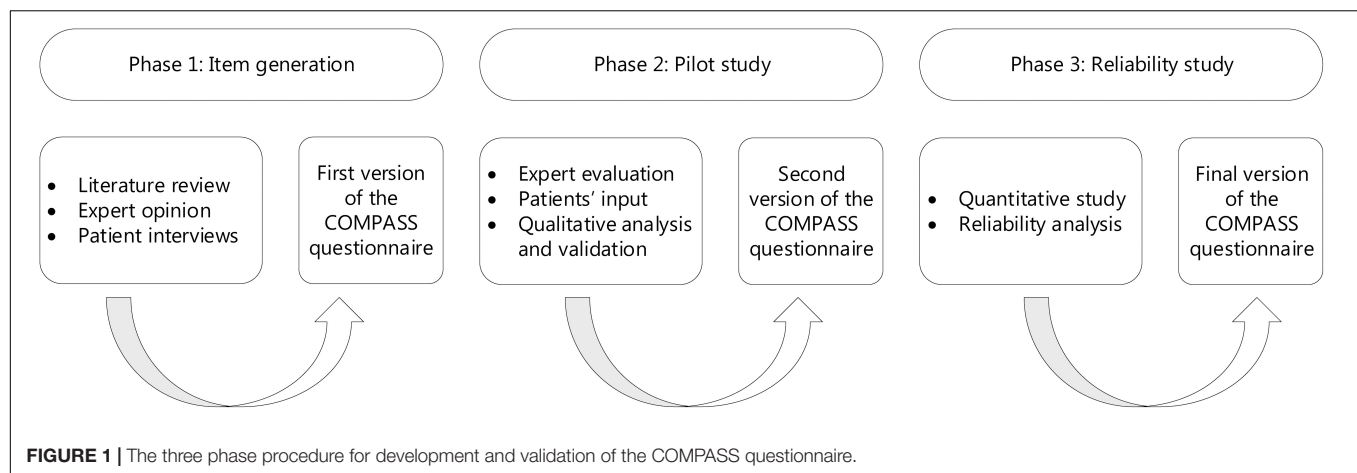 Phase 1: Item generation
Phase 2: Pilot study
Phase 3: Reliability study
• Literature review
• Expert opinion
• Patient interviews
First version
of the
COMPASS
questionnaire
• Expert evaluation
• Patients' input
• Qualitative analysis
and validation
Second
version of the
COMPASS
questionnaire
• Quantitative study
• Reliability analysis
Final version
of the
COMPASS
questionnaire
FIGURE 1 | The three phase procedure for development and validation of the COMPASS questionnaire.